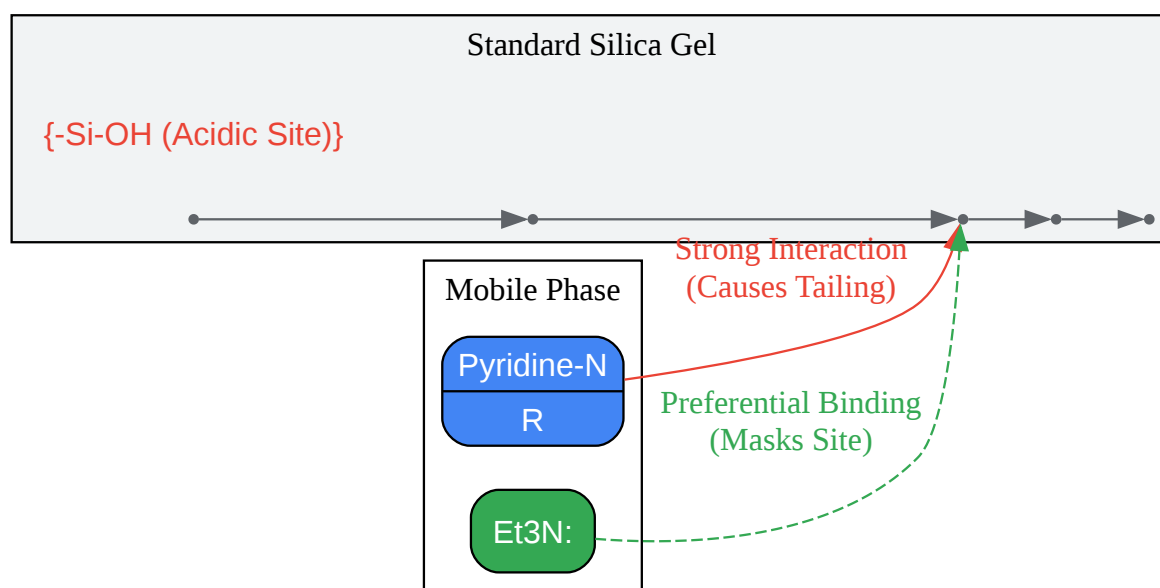 Standard Silica Gel
{-Si-OH (Acidic Site)}
Strong Interaction
(Causes Tailing)
Mobile Phase
Pyridine-N
R
Preferential Binding
(Masks Site)
Et3N: